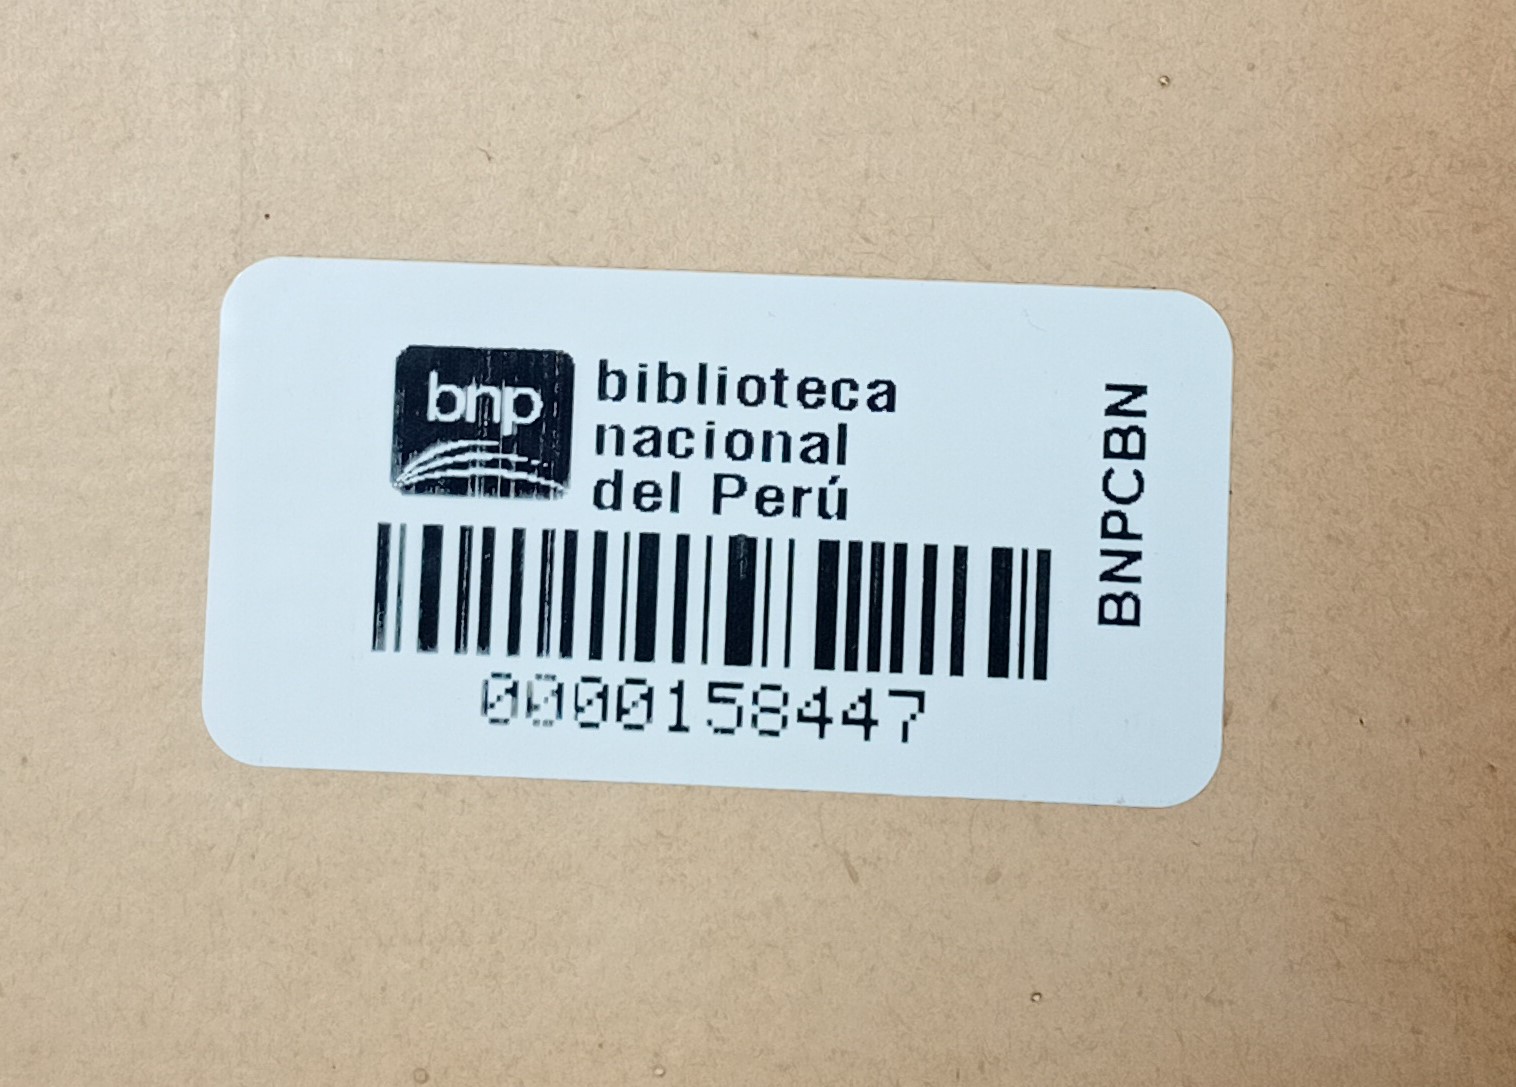 bnp
biblioteca
nacional
del Perú
0000158447
BNPCBN